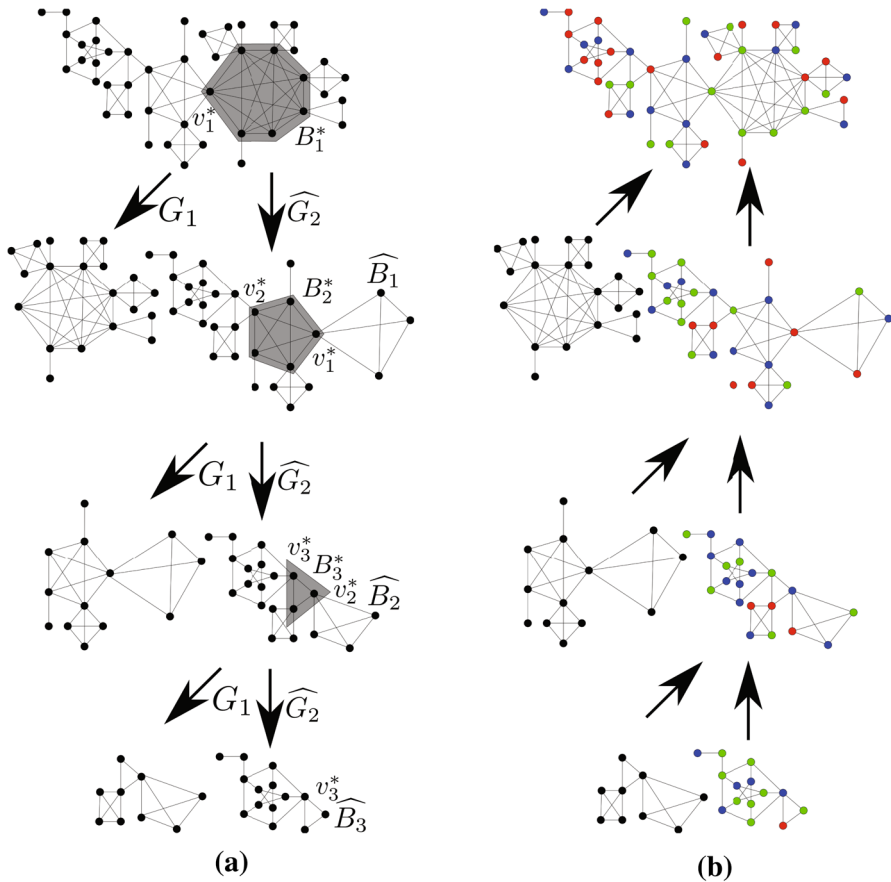 v₁*
B₁*
G₁
Ĝ₂
v₂*
B₂*
B̂₁
v₁*
G₁
Ĝ₂
v₃*
B₃*
v₂*
B̂₂
G₁
Ĝ₂
v₃*
B̂₃
(a)
(b)